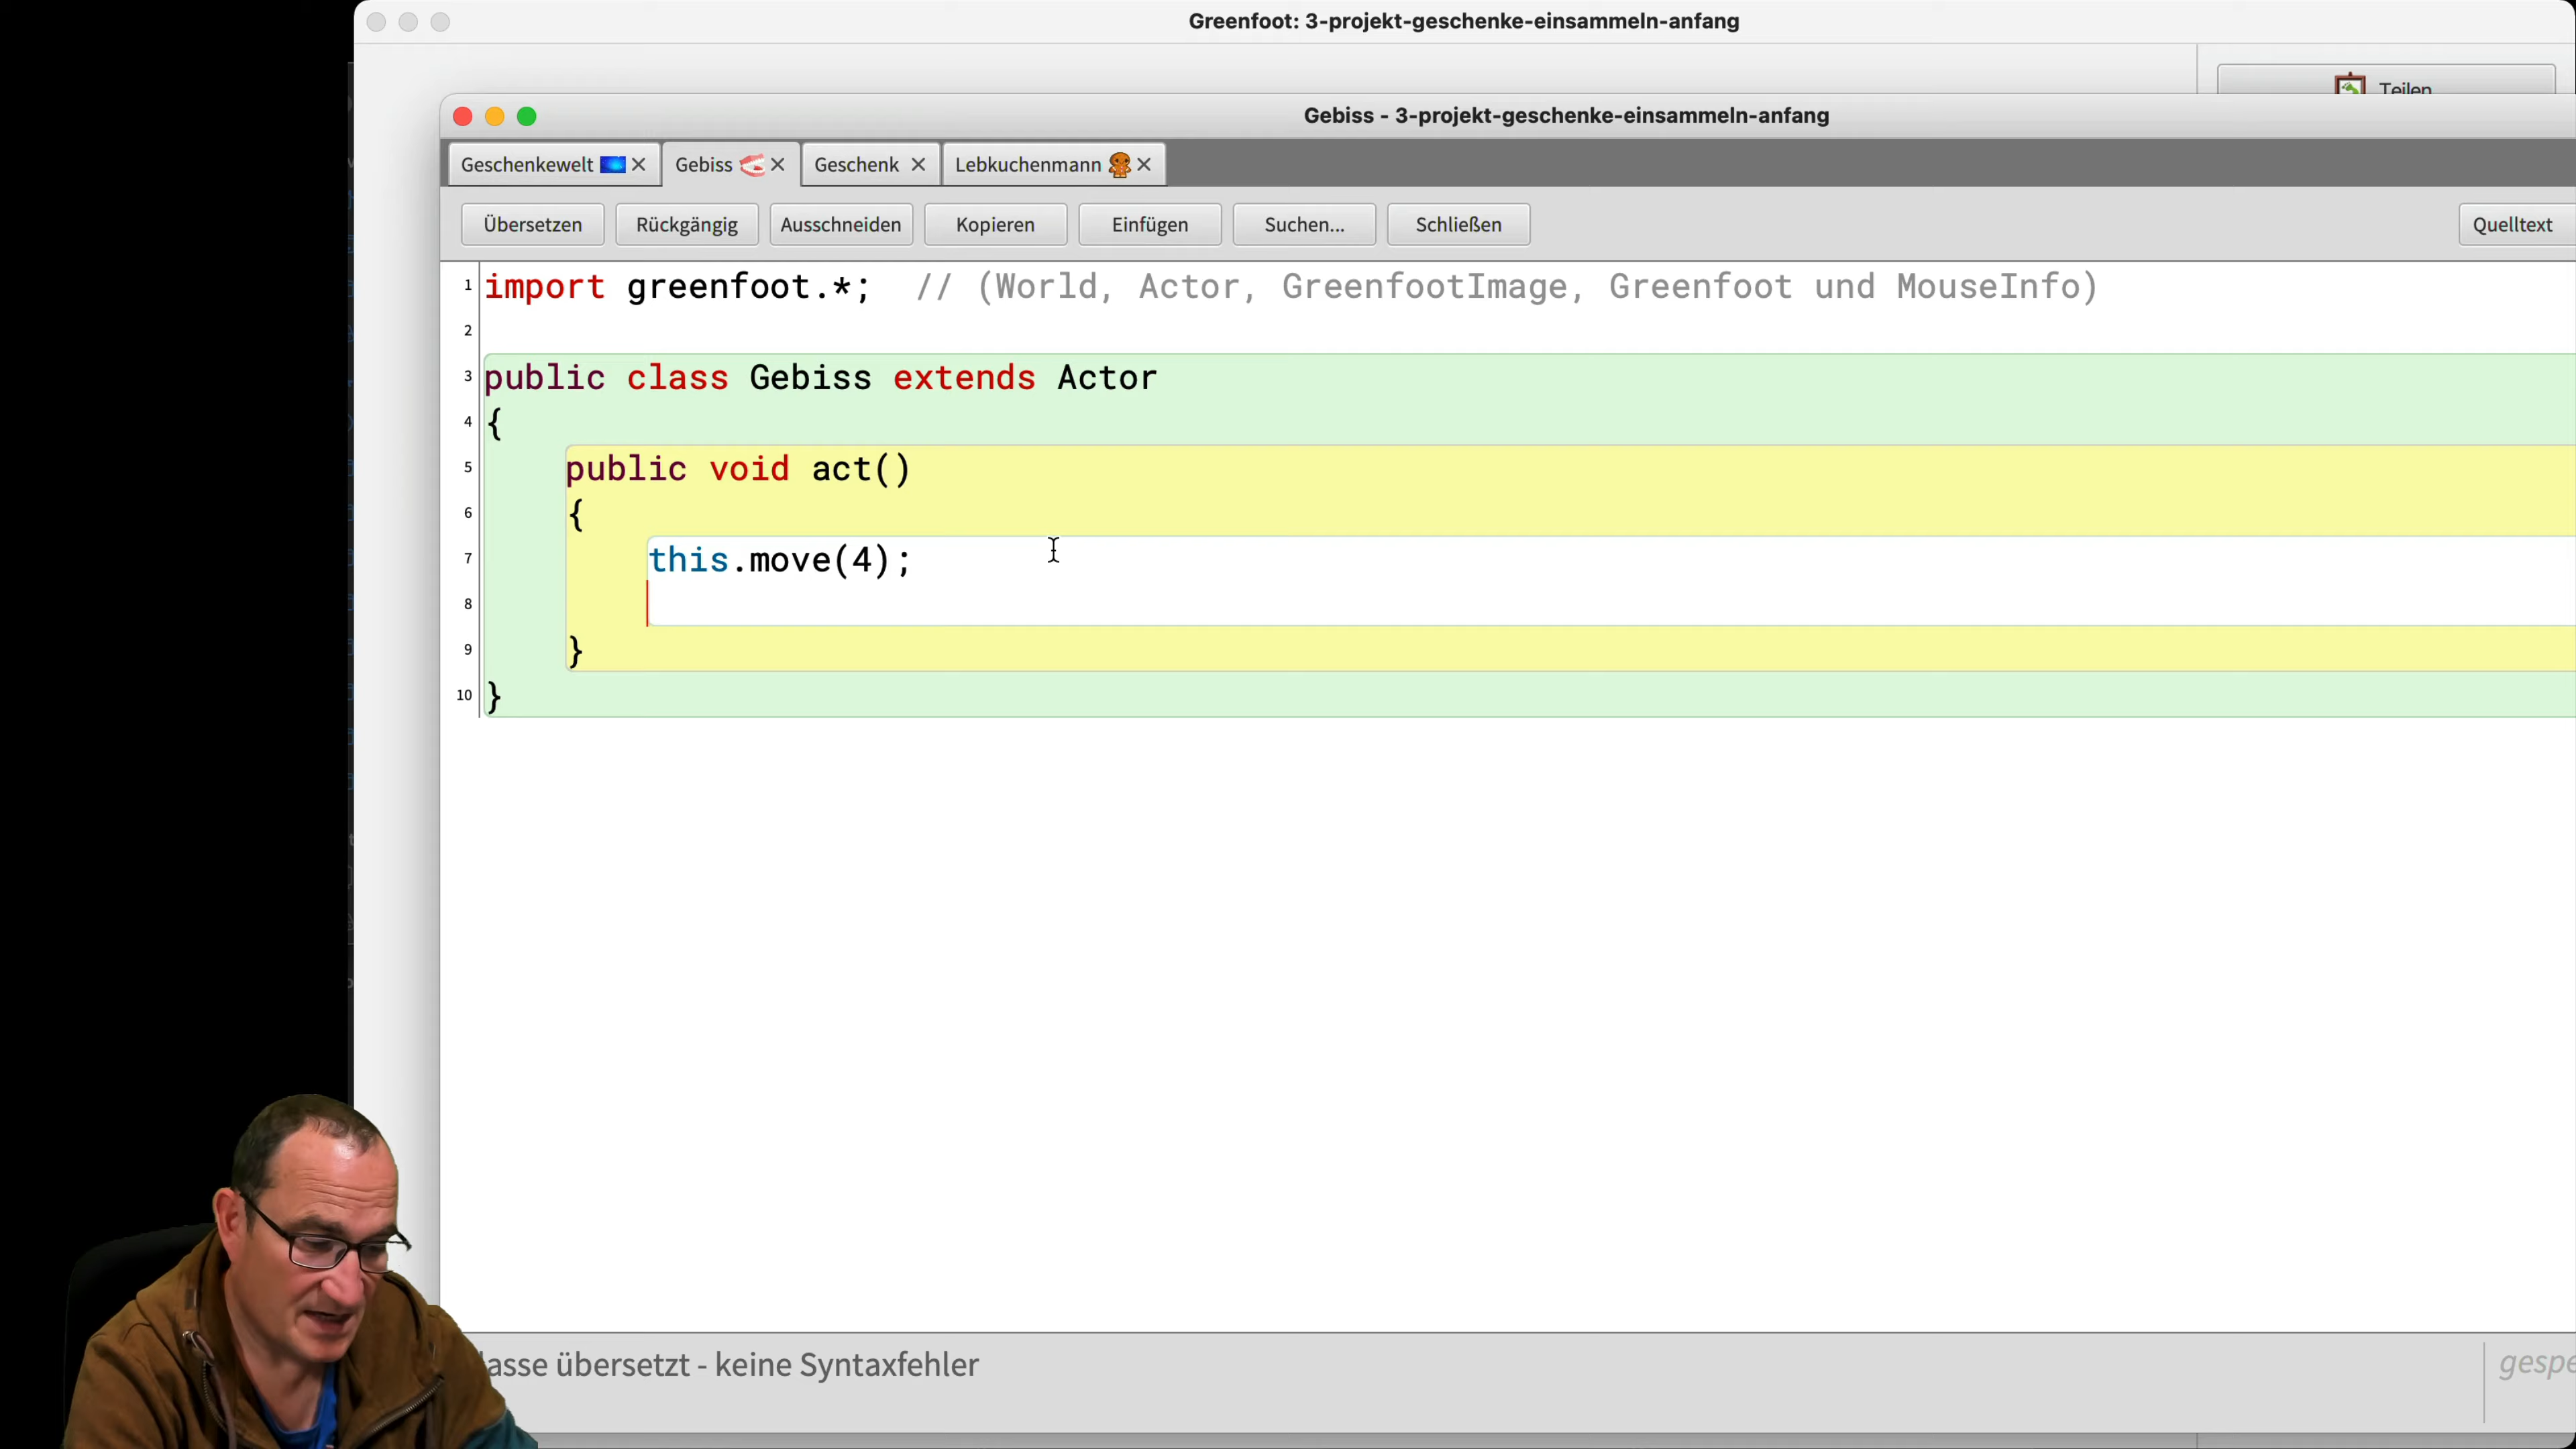 Greenfoot: 3-projekt-geschenke-einsammeln-anfang
Teilen
Gebiss - 3-projekt-geschenke-einsammeln-anfang
Geschenkewelt Gebiss Geschenk Lebkuchenmann
Übersetzen Rückgängig Ausschneiden Kopieren Einfügen Suchen... Schließen Quelltext
1 import greenfoot.*; // (World, Actor, GreenfootImage, Greenfoot und MouseInfo)
2
3 public class Gebiss extends Actor
4 {
5 public void act()
6 {
7 this.move(4);
8
9 }
10 }
lasse übersetzt - keine Syntaxfehler
gespe